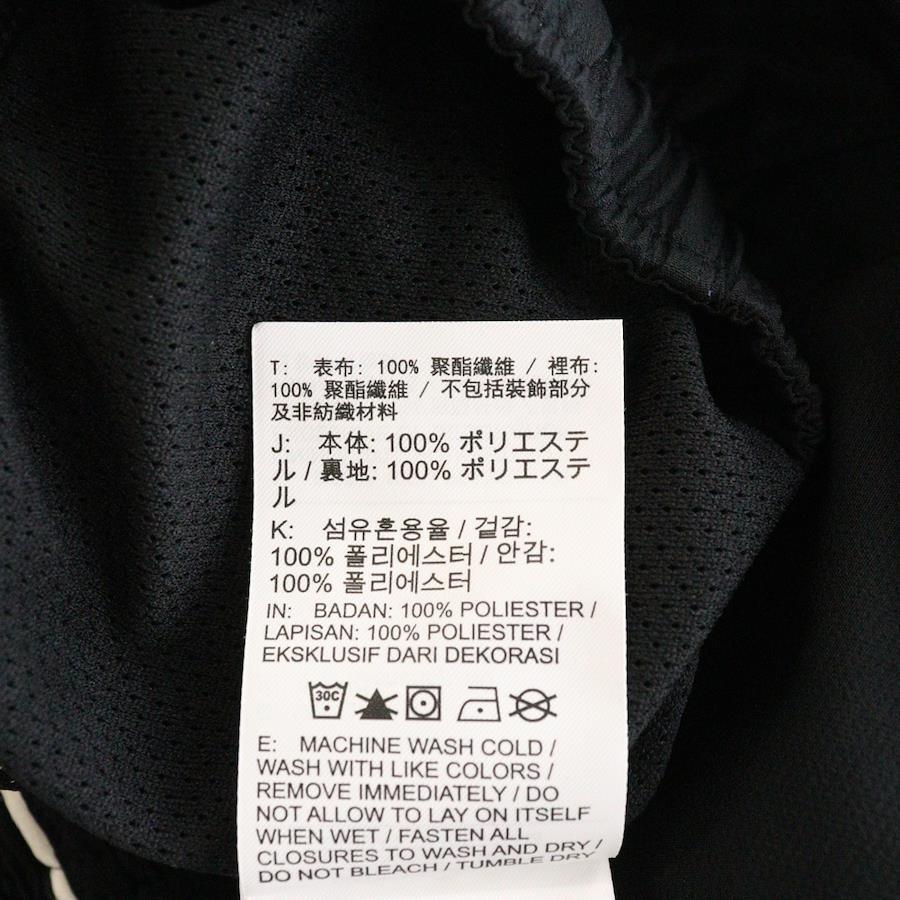 T: 表布: 100% 聚酯纖維 / 裡布:
100% 聚酯纖維 / 不包括裝飾部分
及非紡織材料
J: 本体: 100% ポリエステ
ル / 裏地: 100% ポリエステ
ル
K: 섬유혼용율 / 겉감:
100% 폴리에스터 / 안감:
100% 폴리에스터
IN: BADAN: 100% POLIESTER /
LAPISAN: 100% POLIESTER /
EKSKLUSIF DARI DEKORASI
30C
E: MACHINE WASH COLD /
WASH WITH LIKE COLORS /
REMOVE IMMEDIATELY / DO
NOT ALLOW TO LAY ON ITSELF
WHEN WET / FASTEN ALL
CLOSURES TO WASH AND DRY /
DO NOT BLEACH / TUMBLE DRY